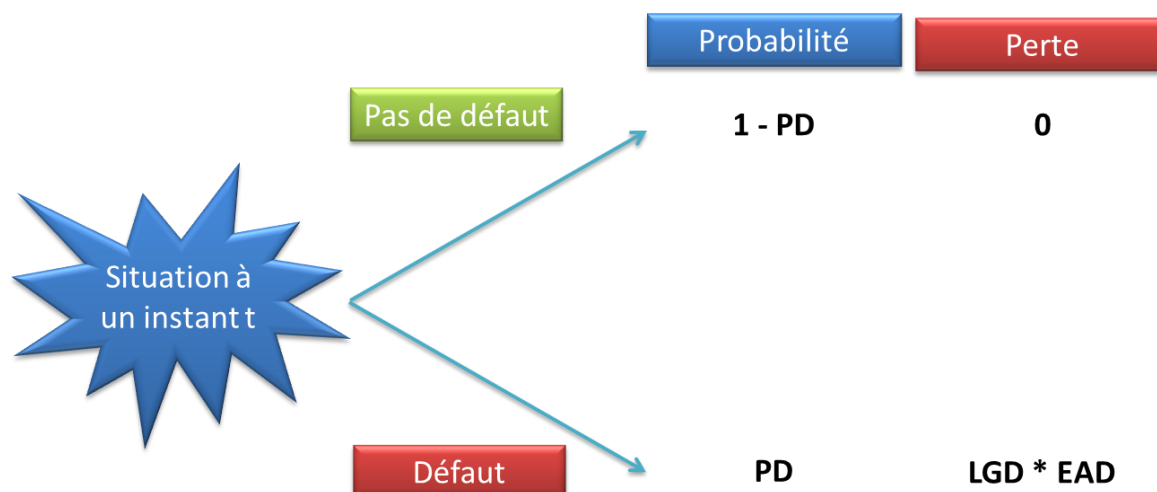 Probabilité
Perte
Pas de défaut
1 - PD
0
Situation à
un instant t
Défaut
PD
LGD * EAD